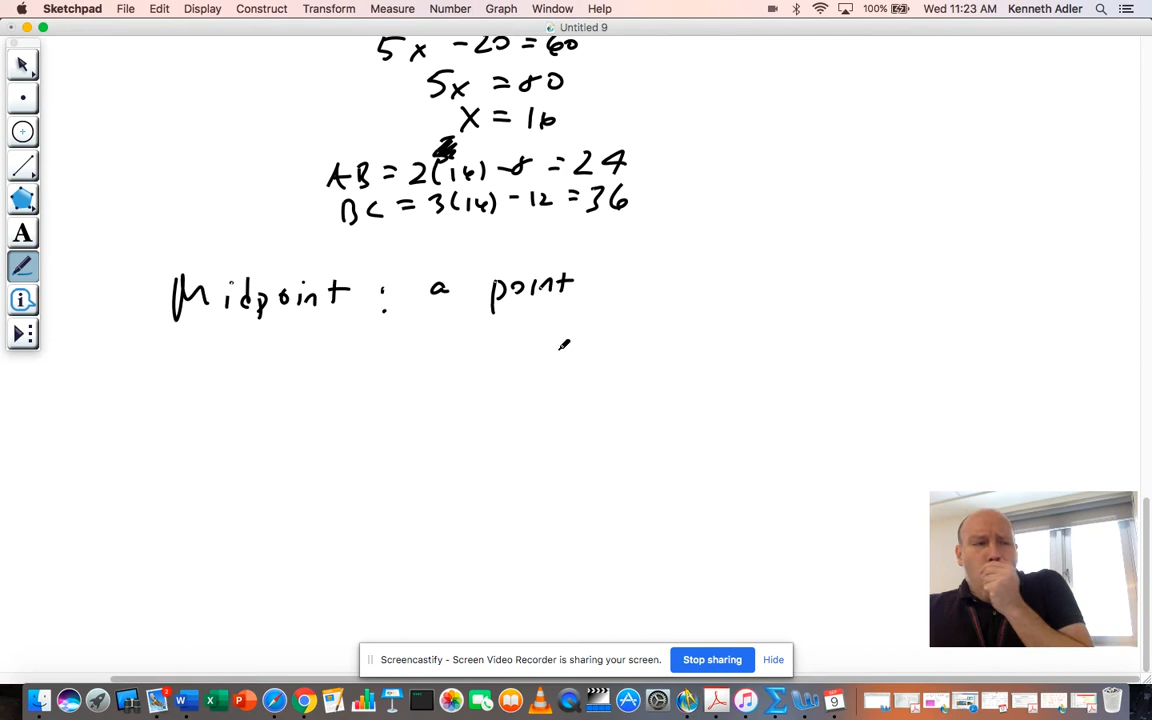 Sketchpad File Edit Display Construct Transform Measure Number Graph Window Help 100% Wed 11:23 AM Kenneth Adler
Untitled 9
5x - 20 = 60
5x = 80
x = 16
AB = 2(16) - 8 = 24
BC = 3(16) - 12 = 36
Midpoint : a point
A
Screencastify - Screen Video Recorder is sharing your screen. Stop sharing Hide